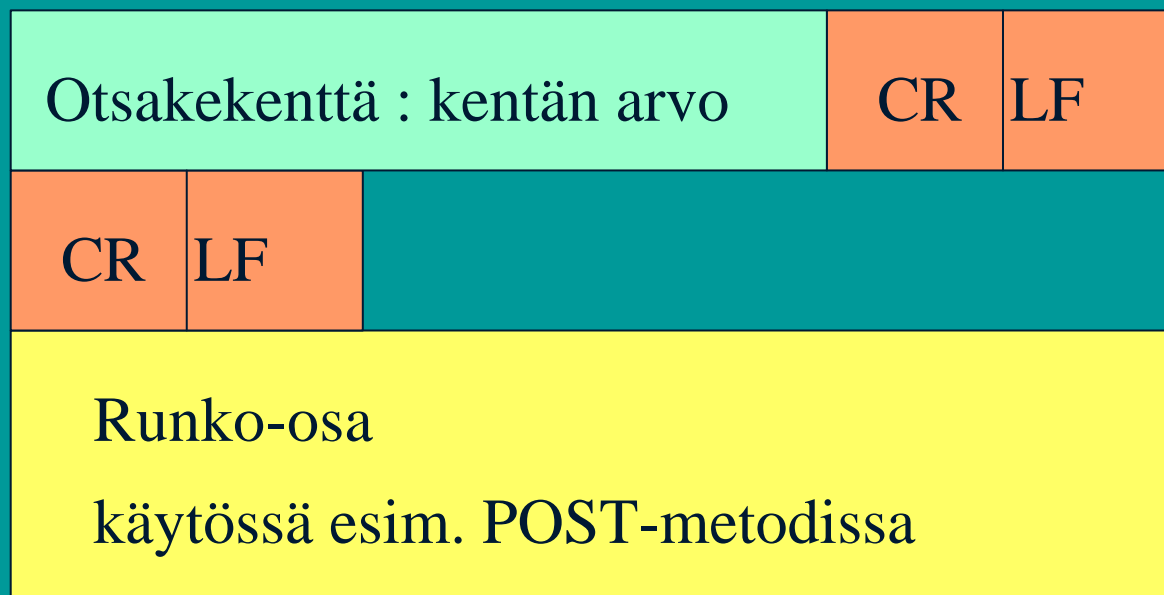 Otsakekenttä : kentän arvo CR LF
CR LF
Runko-osa
käytössä esim. POST-metodissa